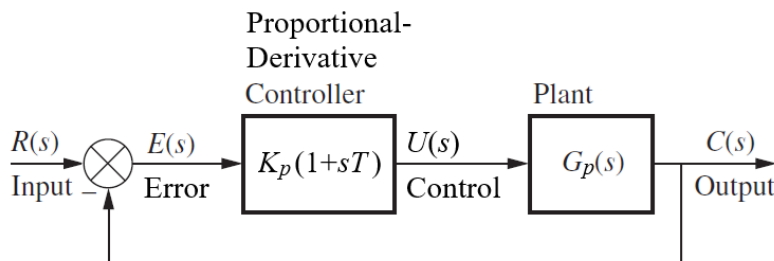 Proportional-
Derivative
Controller
Plant
R(s)
E(s)
U(s)
C(s)
Kp(1+sT)
Gp(s)
Input
−
Error
Control
Output